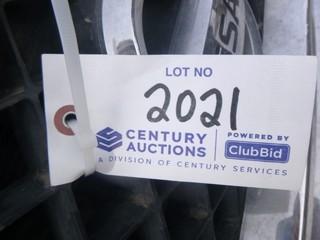 LOT NO
2021
CENTURY AUCTIONS
POWERED BY
ClubBid
A DIVISION OF CENTURY SERVICES